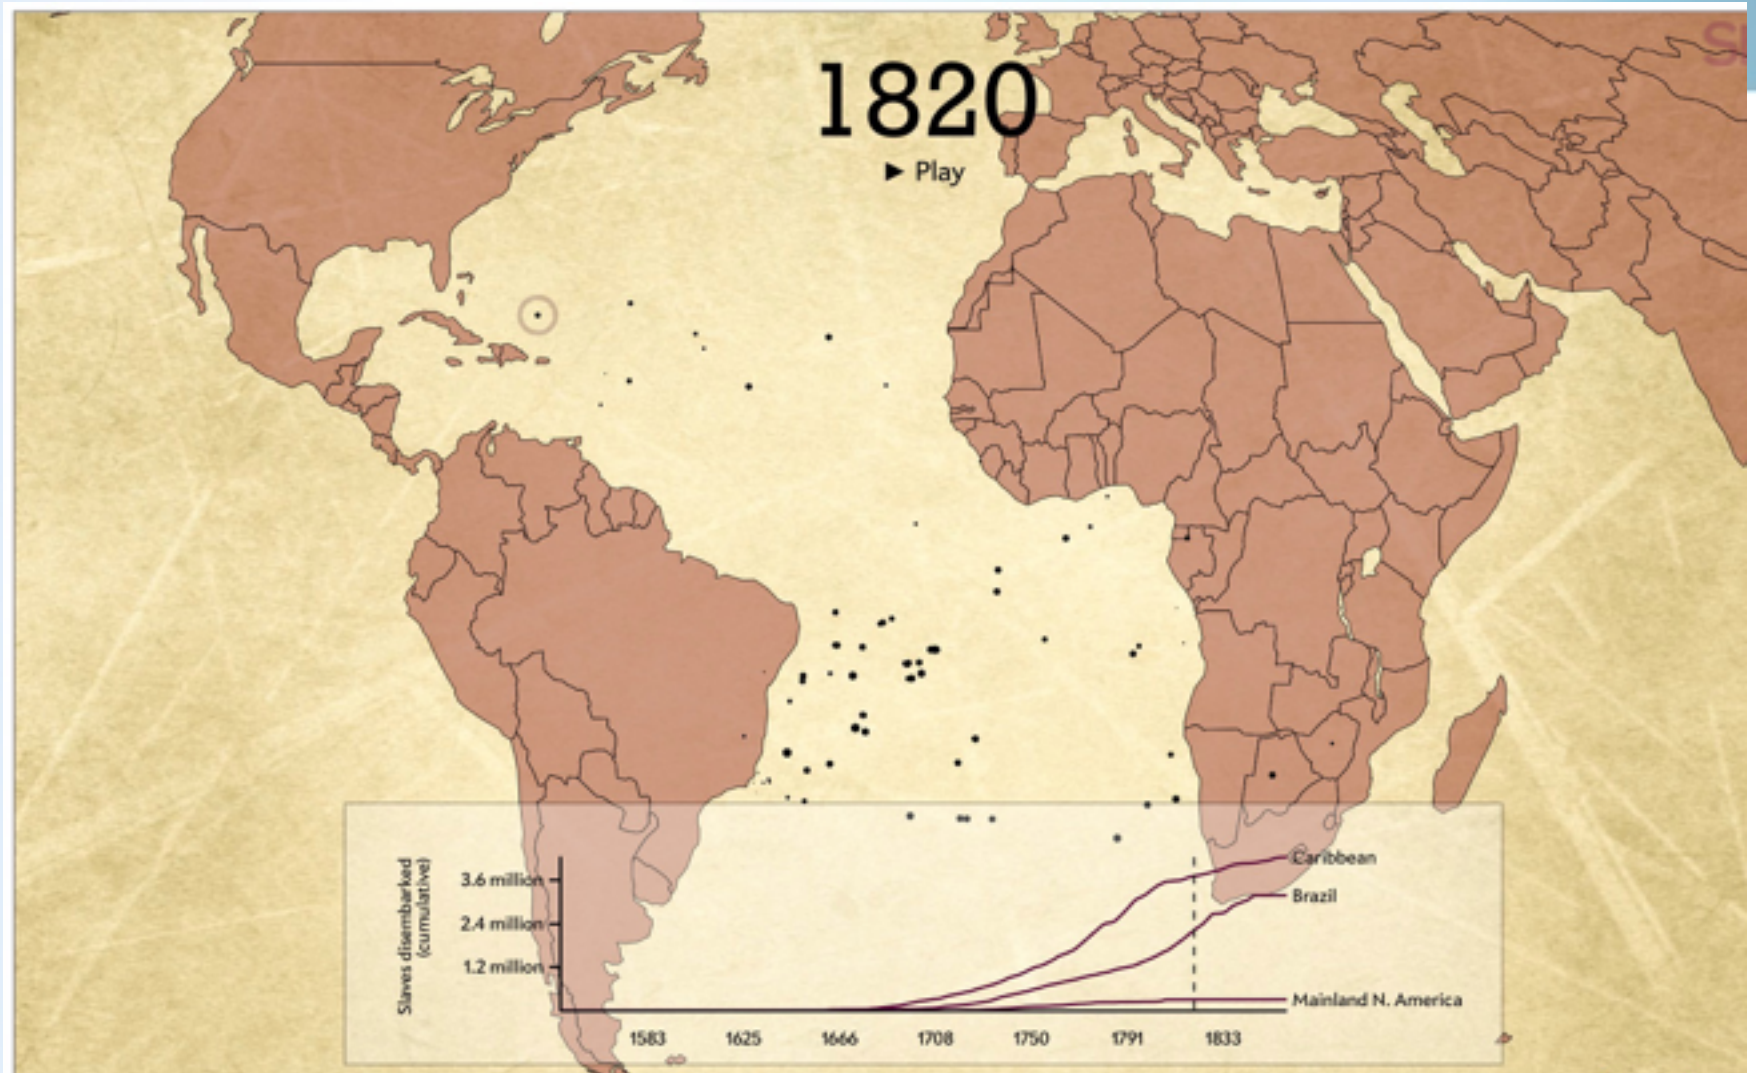 1820
▶ Play
Slaves disembarked
(cumulative)
3.6 million
2.4 million
1.2 million
Caribbean
Brazil
Mainland N. America
1583 1625 1666 1708 1750 1791 1833